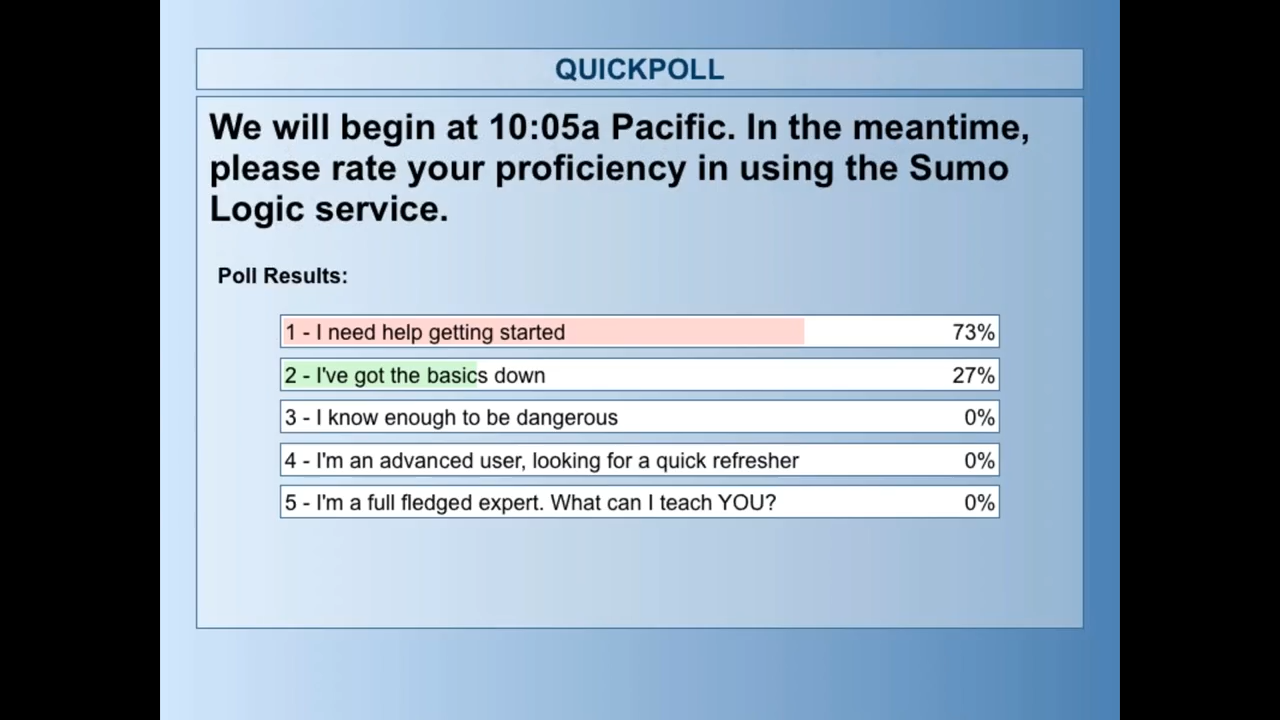 QUICKPOLL
We will begin at 10:05a Pacific. In the meantime,
please rate your proficiency in using the Sumo
Logic service.
Poll Results:
1 - I need help getting started 73%
2 - I've got the basics down 27%
3 - I know enough to be dangerous 0%
4 - I'm an advanced user, looking for a quick refresher 0%
5 - I'm a full fledged expert. What can I teach YOU? 0%